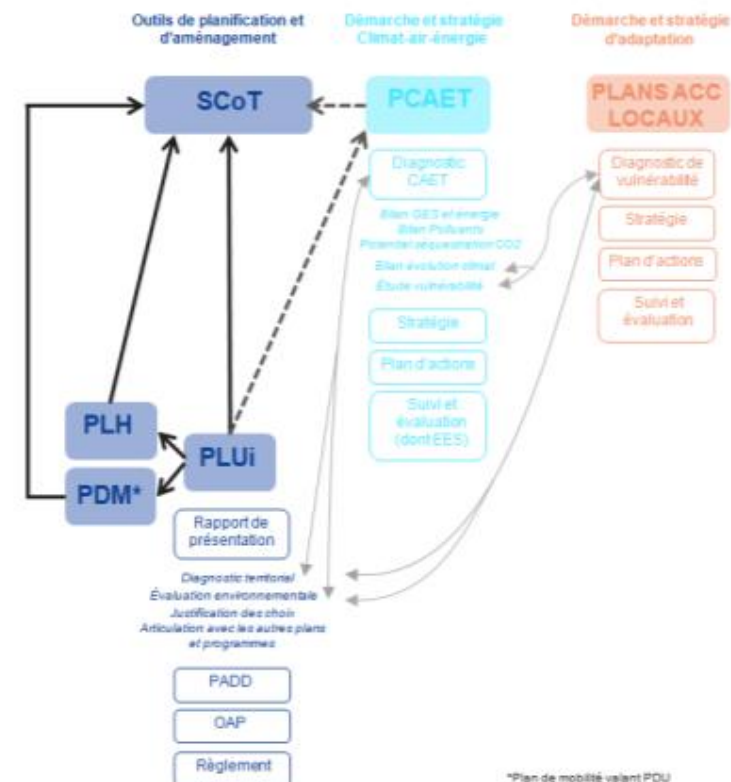 Outils de planification et
d'aménagement
Démarche et stratégie
Climat-air-énergie
Démarche et stratégie
d'adaptation
SCoT
PCAET
PLANS ACC
LOCAUX
Diagnostic
CAET
Bilan GES et énergie
Bilan Polluants
Potentiel séquestration CO2
Bilan évolution climat
Étude vulnérabilité
Stratégie
Plan d'actions
Suivi et
évaluation
(dont EES)
Diagnostic de
vulnérabilité
Stratégie
Plan d'actions
Suivi et
évaluation
PLH
PLUi
PDM*
Rapport de
présentation
Diagnostic territorial
Évaluation environnementale
Justification des choix
Articulation avec les autres plans
et programmes
PADD
OAP
Règlement
*Plan de mobilité valant PDU